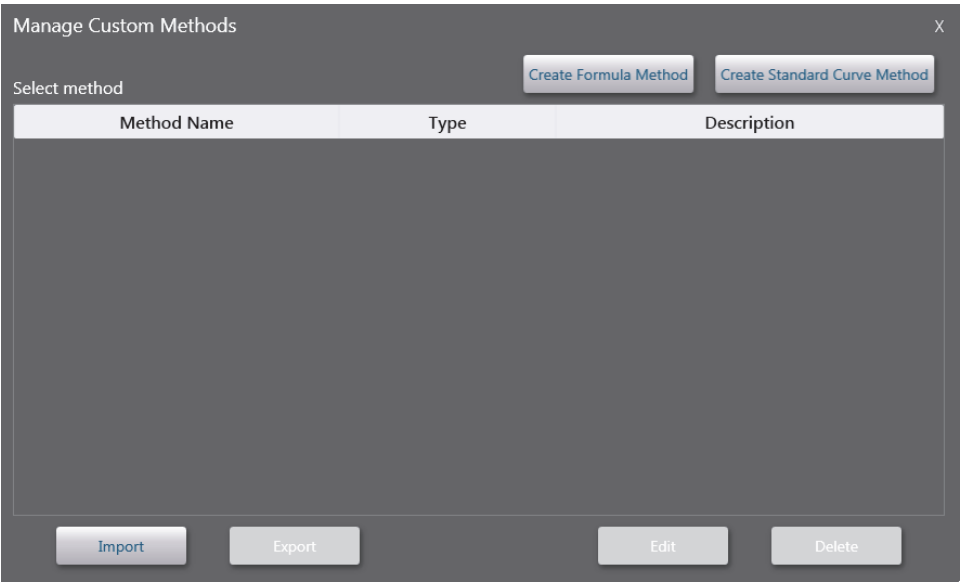 Manage Custom Methods X
Create Formula Method Create Standard Curve Method
Select method
Method Name Type Description
Import Export Edit Delete